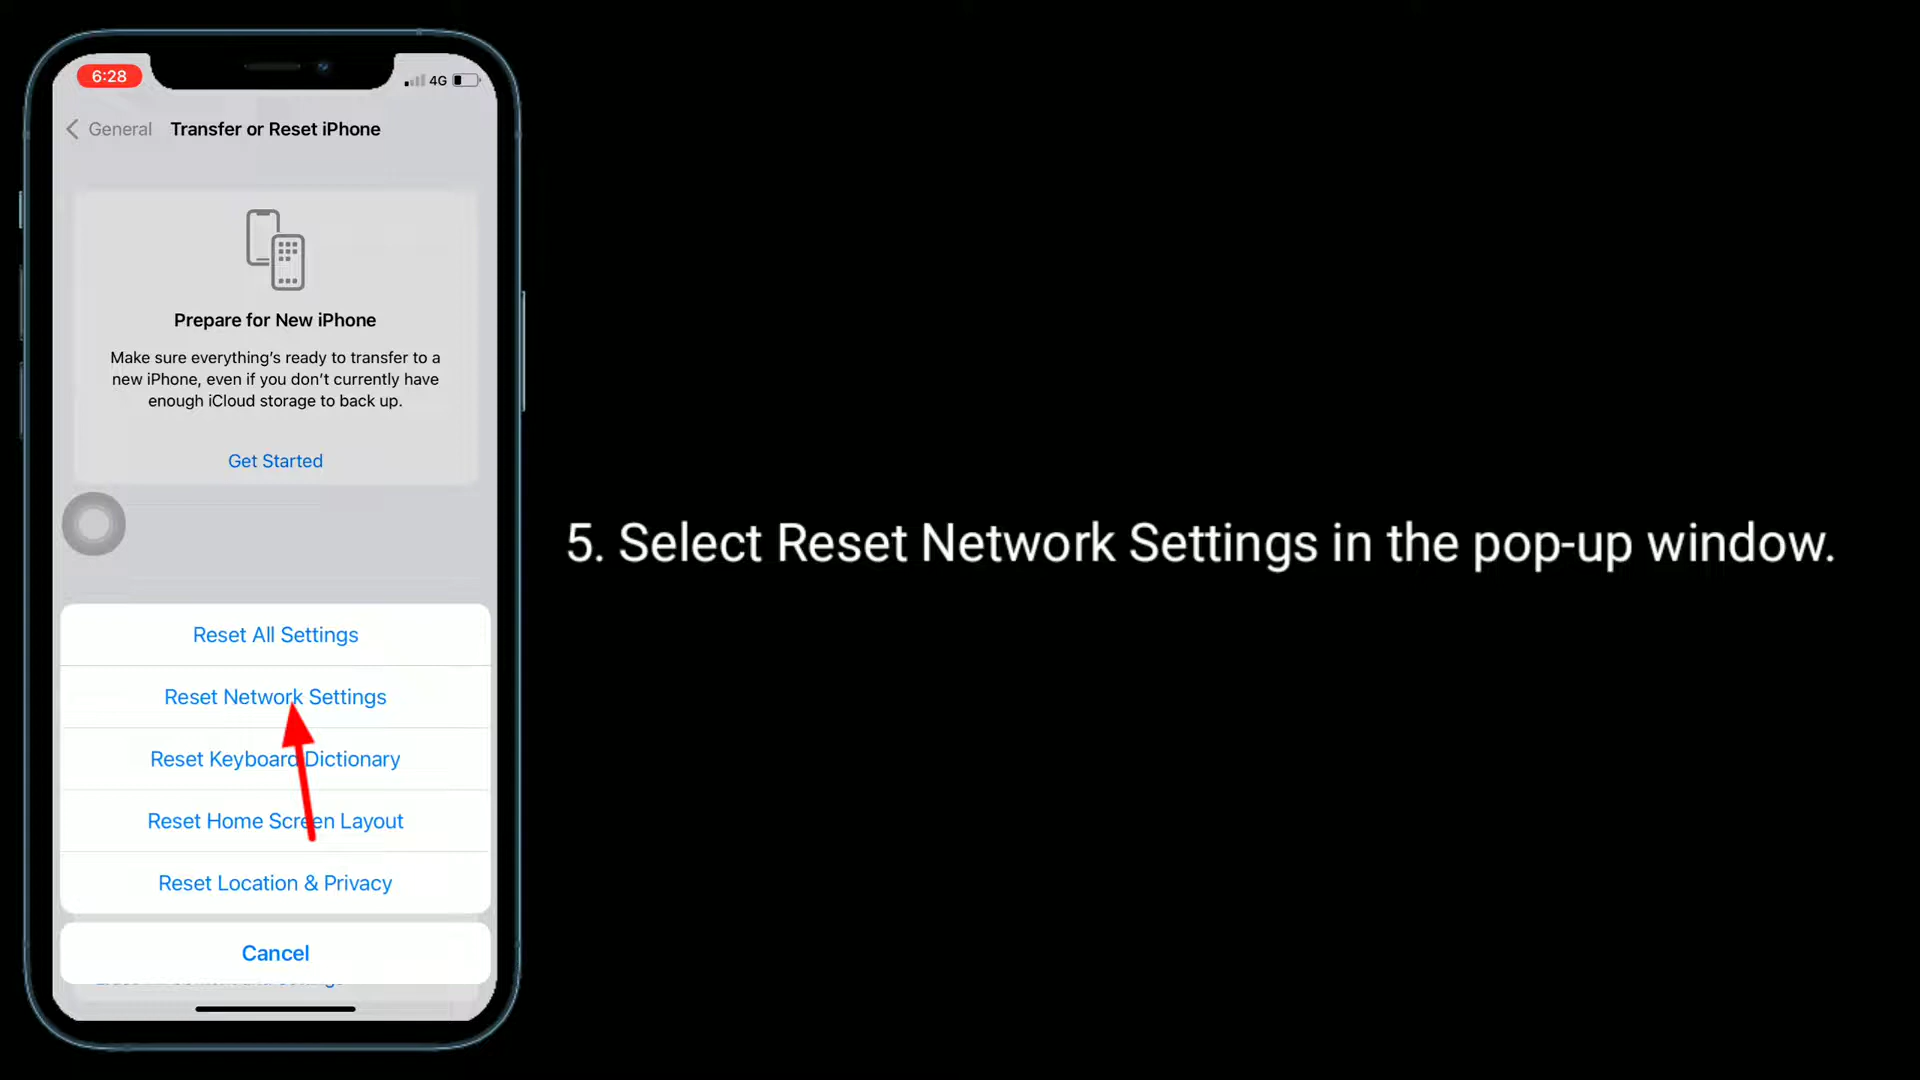 6:28
4G
General Transfer or Reset iPhone
Prepare for New iPhone
Make sure everything's ready to transfer to a
new iPhone, even if you don't currently have
enough iCloud storage to back up.
Get Started
5. Select Reset Network Settings in the pop-up window.
Reset All Settings
Reset Network Settings
Reset Keyboard Dictionary
Reset Home Screen Layout
Reset Location & Privacy
Cancel